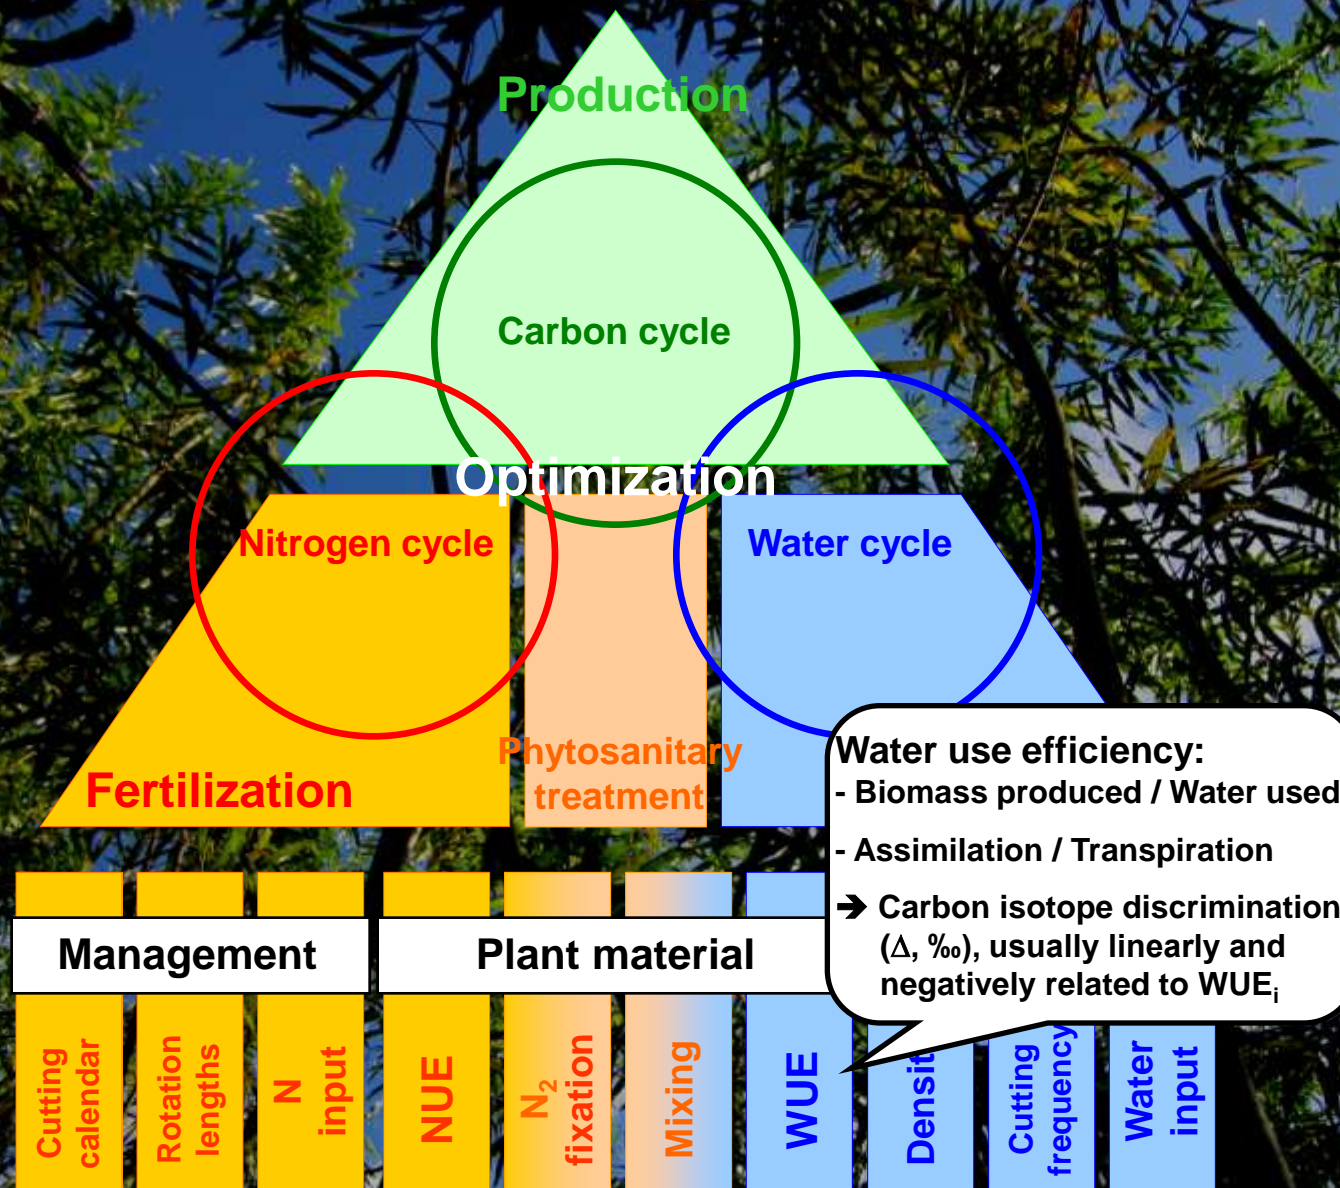 Production
Carbon cycle
Optimization
Nitrogen cycle
Water cycle
Phytosanitary
treatment
Fertilization
Water use efficiency:
- Biomass produced / Water used
- Assimilation / Transpiration
➔ Carbon isotope discrimination
(Δ, ‰), usually linearly and
negatively related to WUEi
Management
Plant material
Cutting
calendar
Rotation
lengths
N
input
NUE
N2
fixation
Mixing
WUE
Densit
Cutting
frequency
Water
input